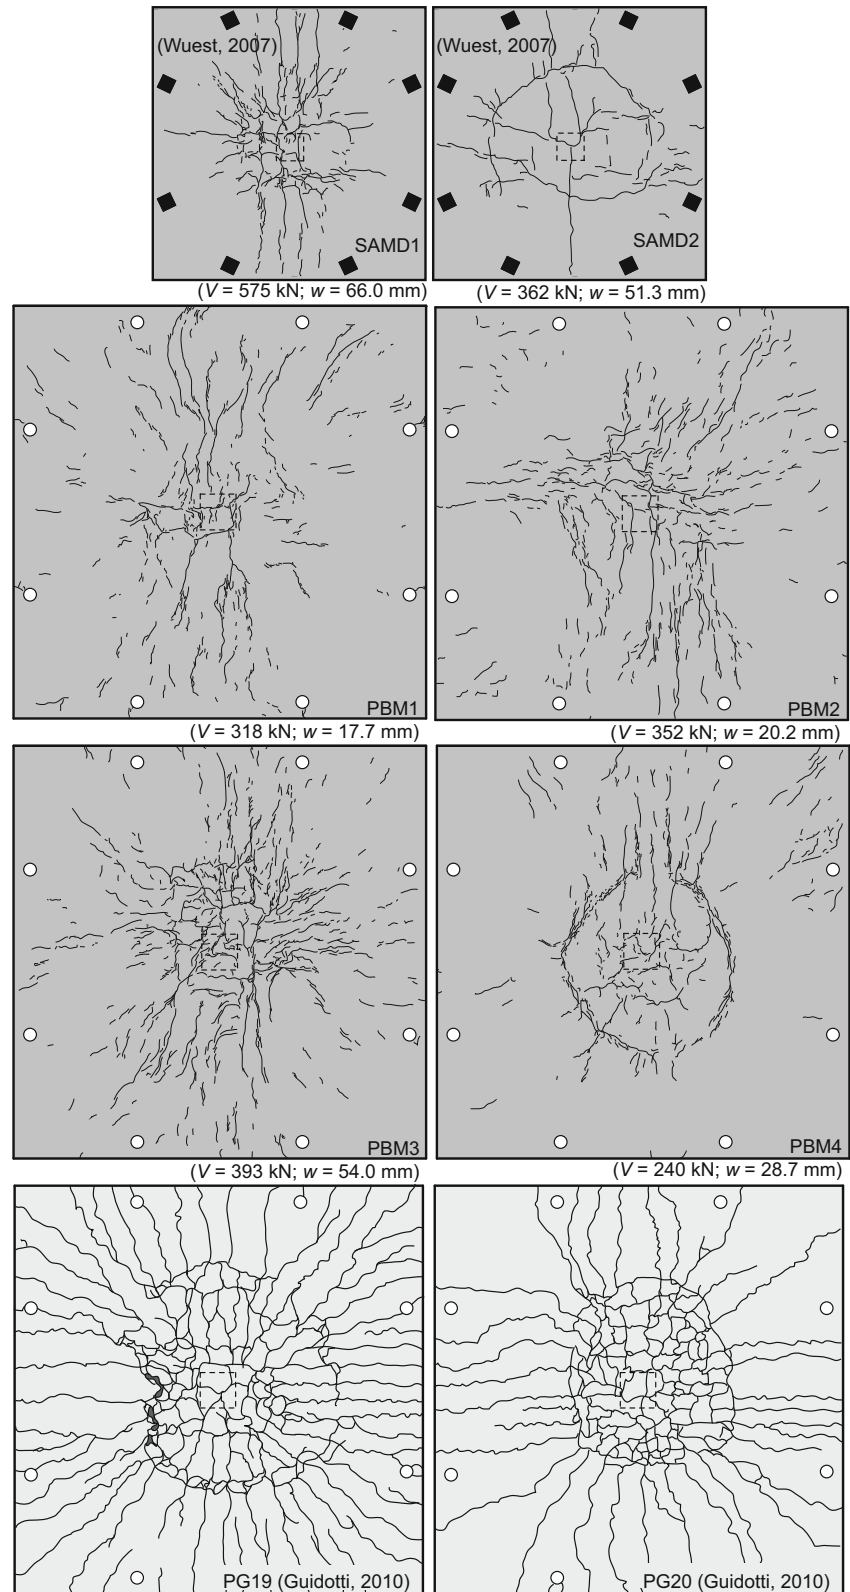 (Wuest, 2007)
(Wuest, 2007)
SAMD1
SAMD2
(V = 575 kN; w = 66.0 mm)
(V = 362 kN; w = 51.3 mm)
PBM1
PBM2
(V = 318 kN; w = 17.7 mm)
(V = 352 kN; w = 20.2 mm)
PBM3
PBM4
(V = 393 kN; w = 54.0 mm)
(V = 240 kN; w = 28.7 mm)
PG19 (Guidotti, 2010)
PG20 (Guidotti, 2010)